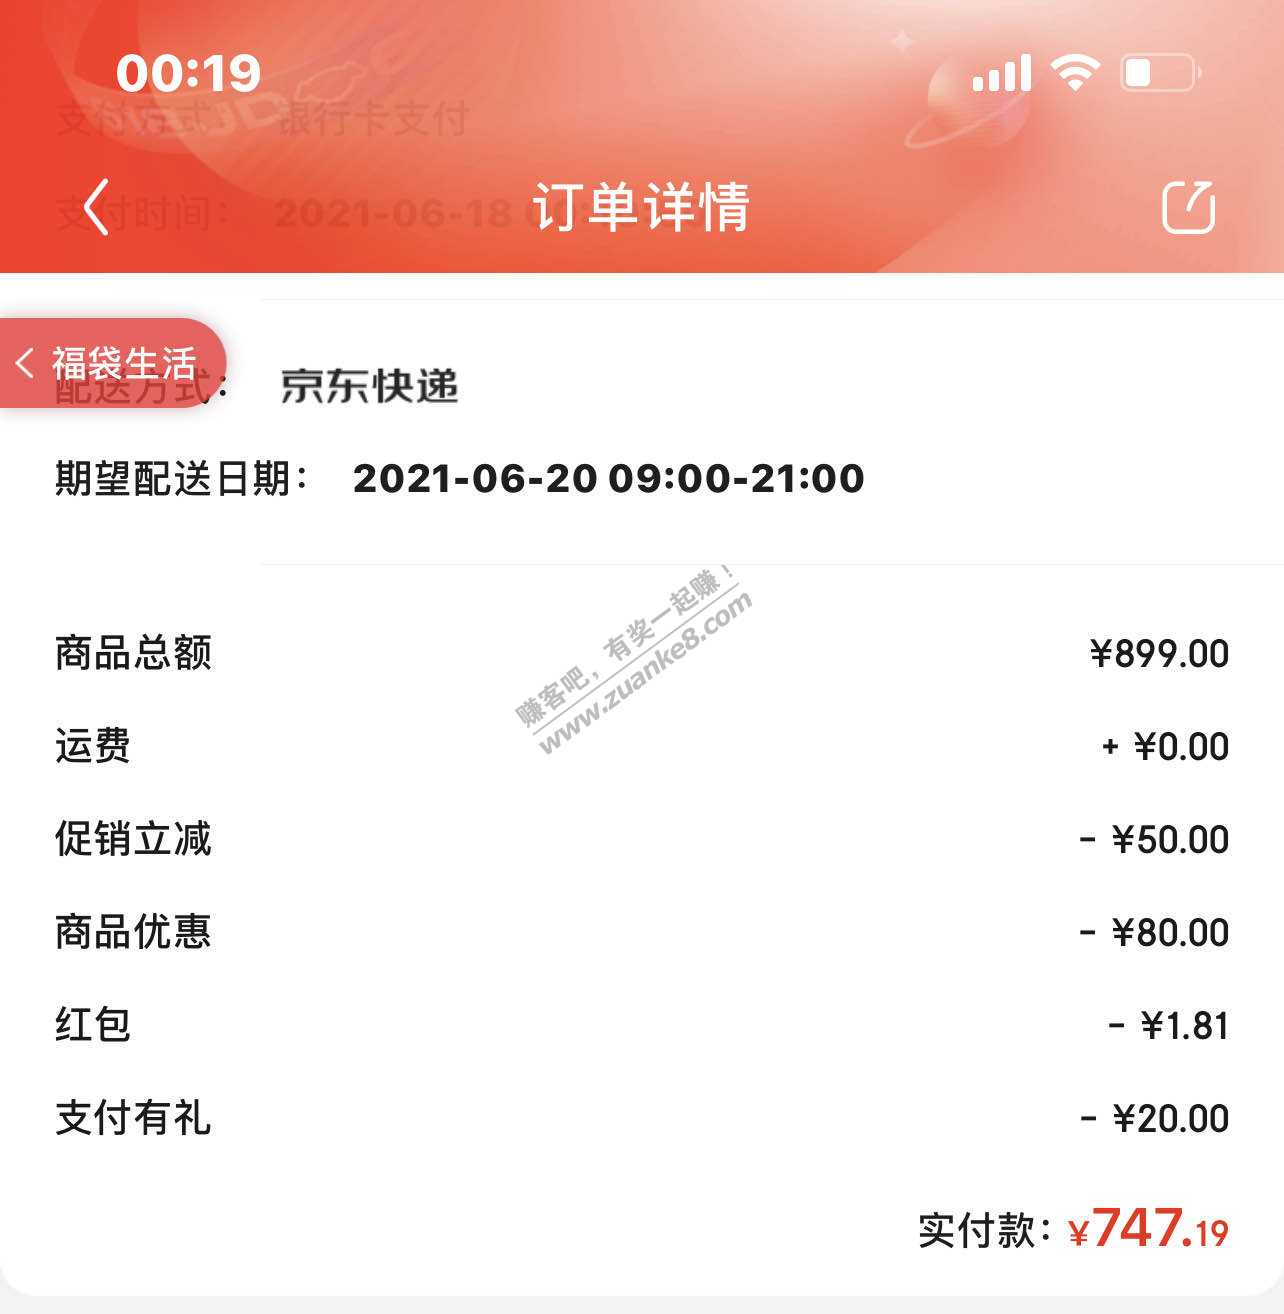 00:19
支付方式： 银行卡支付
订单详情
支付时间： 2021-06-18 0
福袋生活
配送方式： 京东快递
期望配送日期： 2021-06-20 09:00-21:00
赚客吧，有奖一起赚！
www.zuanke8.com
商品总额 ¥899.00
运费 + ¥0.00
促销立减 - ¥50.00
商品优惠 - ¥80.00
红包 - ¥1.81
支付有礼 - ¥20.00
实付款：¥747.19